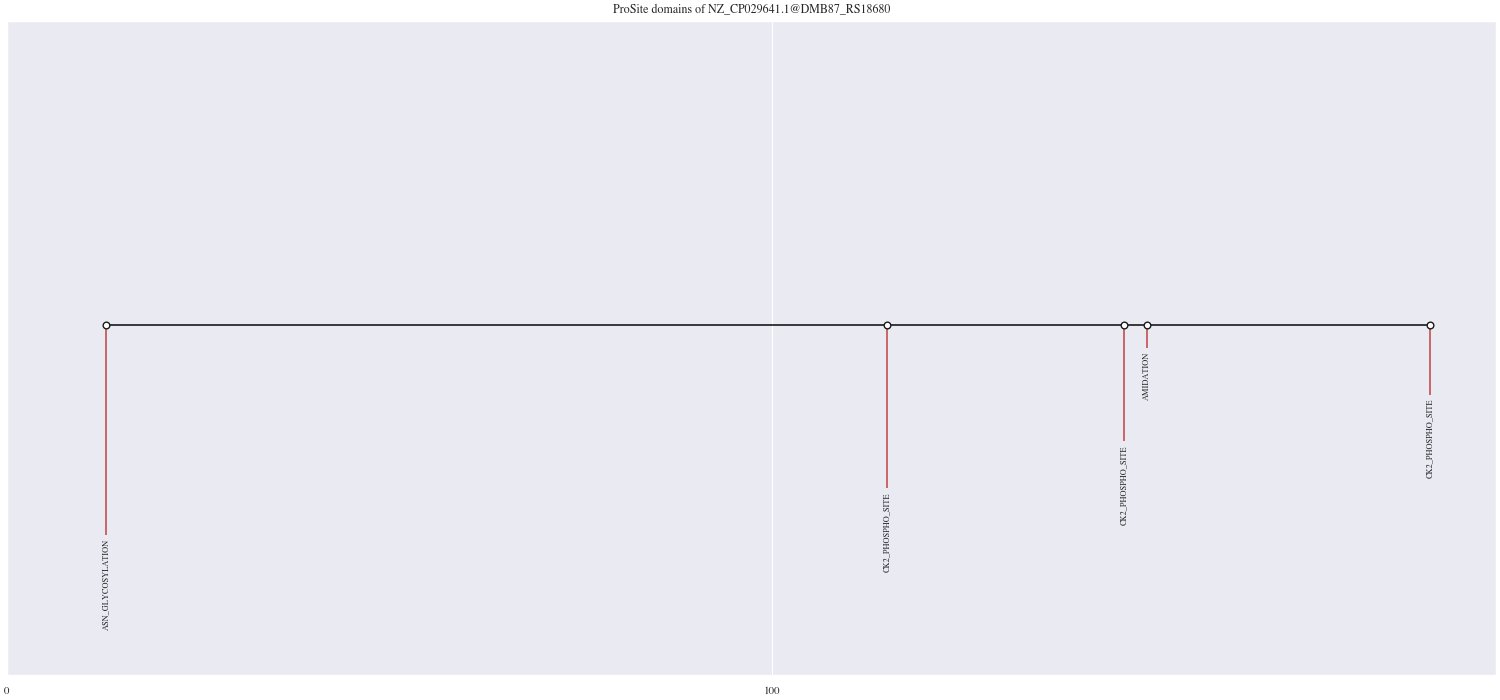 ProSite domains of NZ_CP029641.1@DMB87_RS18680
ASN_GLYCOSYLATION
CK2_PHOSPHO_SITE
CK2_PHOSPHO_SITE
AMIDATION
CK2_PHOSPHO_SITE
0
100